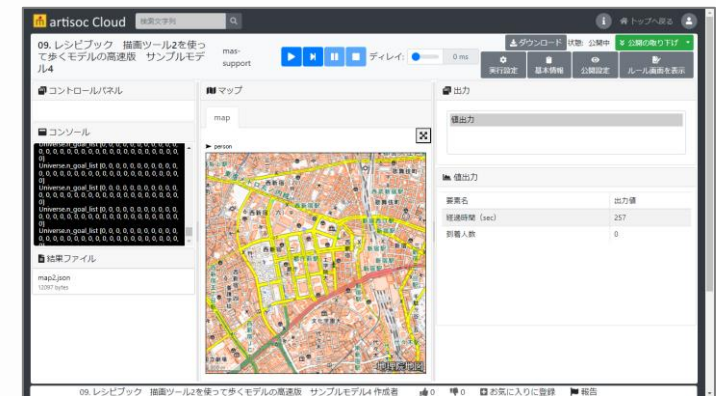 artisoc Cloud
検索文字列
トップへ戻る
09. レシピブック 描画ツール2を使っ
て歩くモデルの高速版 サンプルモデ
ル4
mas-
support
ディレイ:
0 ms
ダウンロード
状態: 公開中
公開の取り下げ
実行設定
基本情報
公開設定
ルール画面を表示
コントロールパネル
コンソール
Universe.n_goal_list [0, 0, 0, 0, 0, 0, 0, 0,
0, 0, 0, 0, 0, 0, 0, 0, 0, 0, 0, 0, 0, 0, 0,
0]
Universe.n_goal_list [0, 0, 0, 0, 0, 0, 0, 0,
0, 0, 0, 0, 0, 0, 0, 0, 0, 0, 0, 0, 0, 0, 0,
0]
Universe.n_goal_list [0, 0, 0, 0, 0, 0, 0, 0,
0, 0, 0, 0, 0, 0, 0, 0, 0, 0, 0, 0, 0, 0, 0,
0]
Universe.n_goal_list [0, 0, 0, 0, 0, 0, 0, 0,
0, 0, 0, 0, 0, 0, 0, 0, 0, 0, 0, 0, 0, 0, 0,
結果ファイル
map2.json
12097 bytes
マップ
map
person
歌舞伎町
西新宿
地理院地図
出力
値出力
値出力
要素名
出力値
経過時間 (sec)
257
到着人数
0
09. レシピブック 描画ツール2を使って歩くモデルの高速版 サンプルモデル4 作成者
0
0
お気に入りに登録
報告